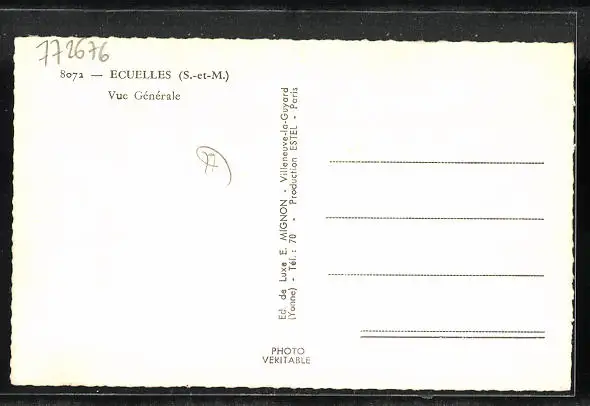 772676
8072 — ECUELLES (S.-et-M.)
Vue Générale
77
Ed. de Luxe E. MIGNON - Villeneuve-la-Guyard
(Yonne) - Tél. : 70 - Production ESTEL - Paris
PHOTO
VERITABLE